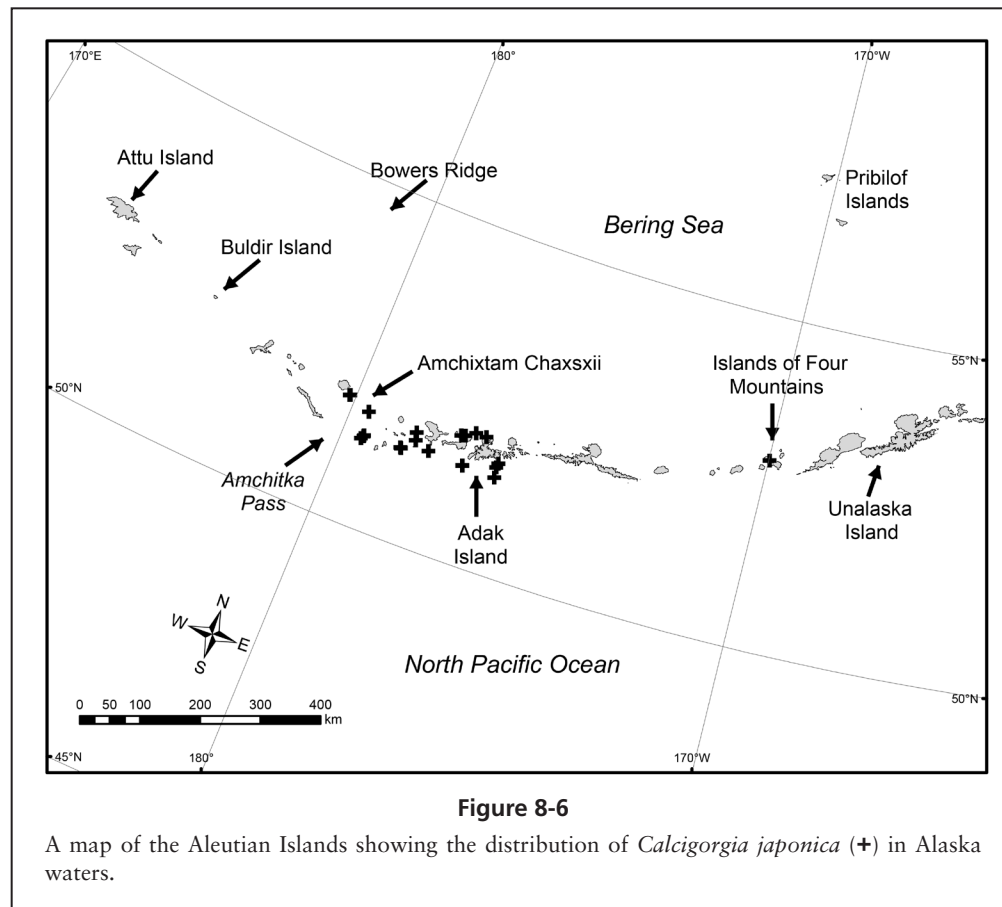 170°E
180°
170°W
Attu Island
Bowers Ridge
Pribilof
Islands
Bering Sea
Buldir Island
55°N
Islands of Four
Mountains
Amchixtam Chaxsxii
50°N
Amchitka
Pass
Adak
Island
Unalaska
Island
N
W
E
S
North Pacific Ocean
50°N
0 50 100 200 300 400
km
45°N
180°
170°W
Figure 8-6
A map of the Aleutian Islands showing the distribution of Calcigorgia japonica (+) in Alaska
waters.